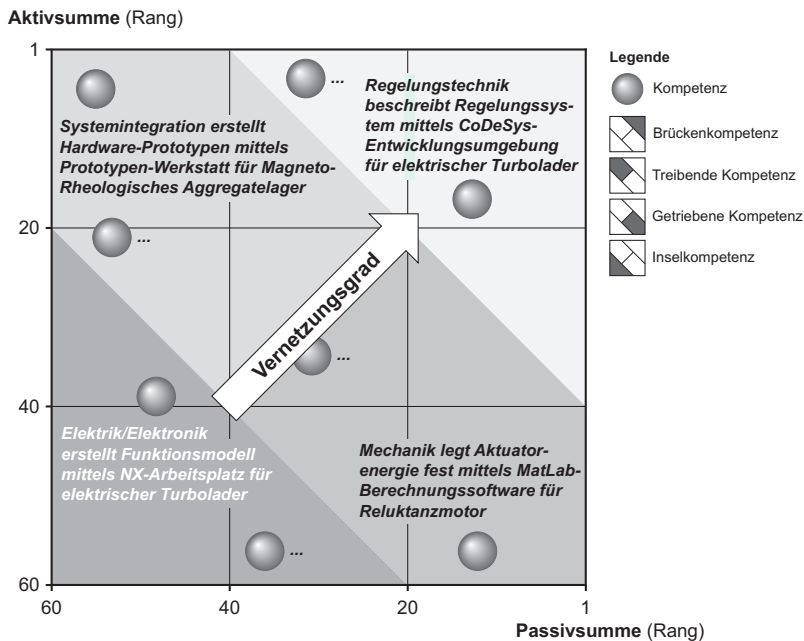 Aktivsumme (Rang)
1
20
40
60
60
40
20
1
Passivsumme (Rang)
...
Regelungstechnik
beschreibt Regelungssys-
tem mittels CoDeSys-
Entwicklungsumgebung
für elektrischer Turbolader
Systemintegration erstellt
Hardware-Prototypen mittels
Prototypen-Werkstatt für Magneto-
Rheologisches Aggregatelager
...
Vernetzungsgrad
...
Elektrik/Elektronik
erstellt Funktionsmodell
mittels NX-Arbeitsplatz für
elektrischer Turbolader
Mechanik legt Aktuator-
energie fest mittels MatLab-
Berechnungssoftware für
Reluktanzmotor
...
Legende
Kompetenz
Brückenkompetenz
Treibende Kompetenz
Getriebene Kompetenz
Inselkompetenz